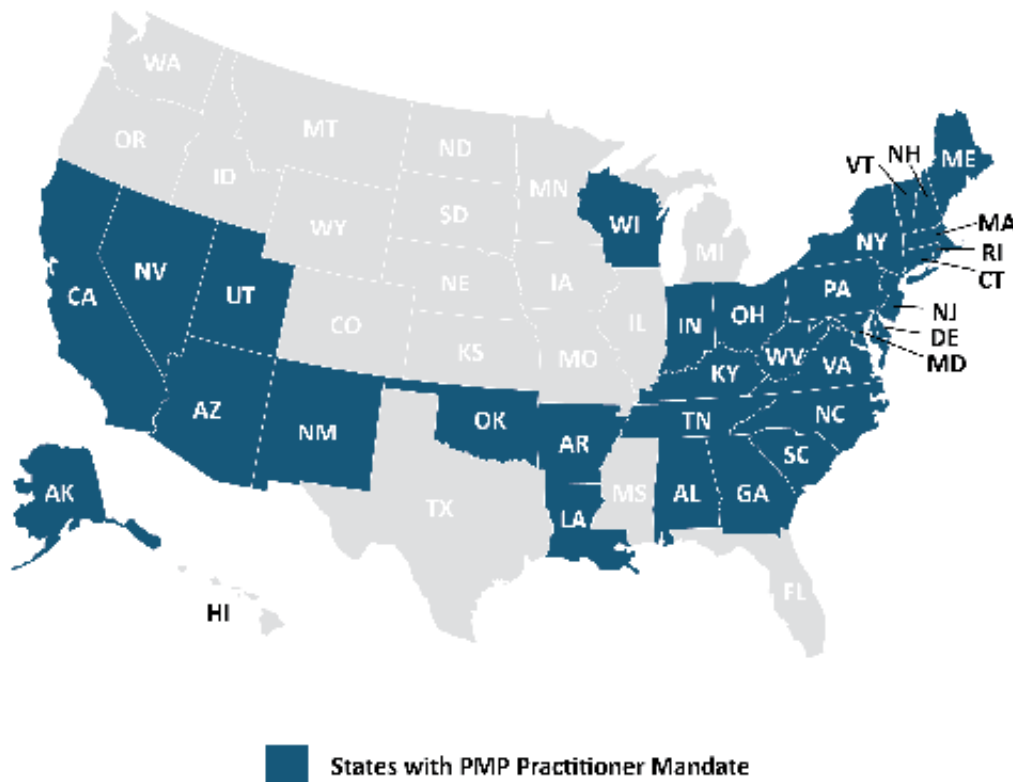 WA
MT
ND
OR
MN
ID
SD
WY
WI
MI
NH
VT
ME
NY
MA
RI
CT
NE
IA
PA
NV
CA
UT
CO
IL
IN
OH
NJ
DE
MD
KS
MO
WV
VA
KY
AZ
NM
OK
AR
TN
NC
SC
MS
AL
GA
TX
LA
AK
FL
HI
States with PMP Practitioner Mandate